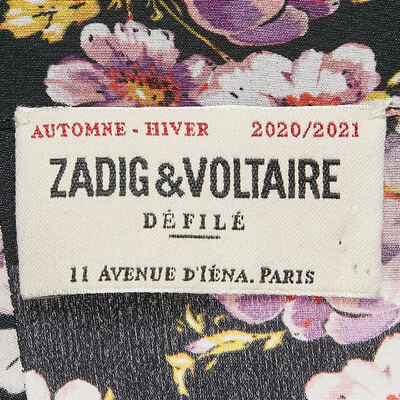 AUTOMNE - HIVER 2020/2021
ZADIG & VOLTAIRE
DÉFILÉ
11 AVENUE D'IÉNA. PARIS